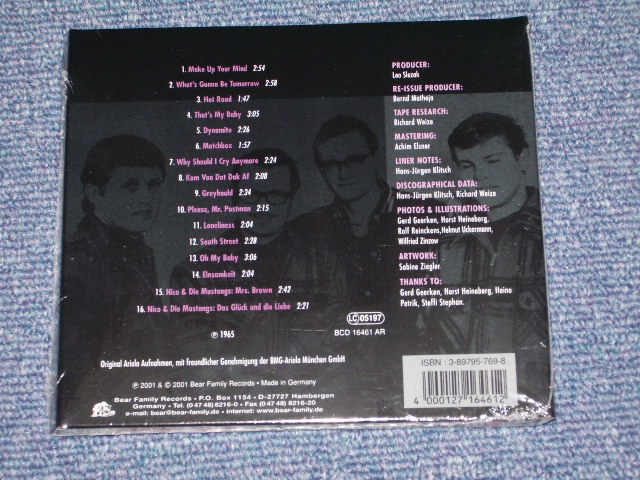 1. Make Up Your Mind 2:54
2. What's Gonna Be Tomorrow 2:58
3. Hot Road 1:47
4. That's My Baby 3:05
5. Dynamite 2:26
6. Matchbox 1:57
7. Why Should I Cry Anymore 2:24
8. Kom Van Dat Dak Af 2:08
9. Greyhould 2:34
10. Please, Mr. Postman 2:15
11. Loneliness 2:04
12. South Street 2:28
13. Oh My Baby 3:06
14. Einsamkeit 2:04
15. Nico & Die Mustangs: Mrs. Brown 2:42
16. Nico & Die Mustangs: Das Glück und die Liebe 2:21
℗ 1965
LC 05197
BCD 16461 AR
Original Ariola Aufnahmen, mit freundlicher Genehmigung der BMG-Ariola München GmbH
℗ 2001 & © 2001 Bear Family Records • Made in Germany
Bear Family Records • P.O. Box 1154 • D-27727 Hambergen
Germany • Tel. (0 47 48) 8216-0 • Fax (0 47 48) 8216-20
e-mail: bear@bear-family.de • internet: www.bear-family.de
PRODUCER:
Leo Slezak
RE-ISSUE PRODUCER:
Bernd Matheja
TAPE RESEARCH:
Richard Weize
MASTERING:
Achim Elsner
LINER NOTES:
Hans-Jürgen Klitsch
DISCOGRAPHICAL DATA:
Hans-Jürgen Klitsch, Richard Weize
PHOTOS & ILLUSTRATIONS:
Gerd Geerken, Horst Heineberg,
Rolf Reinckens,Helmut Uckermann,
Wilfried Zinzow
ARTWORK:
Sabine Ziegler
THANKS TO:
Gerd Geerken, Horst Heineberg, Heino
Petrik, Steffi Stephan.
ISBN : 3-89795-769-8
4 000127 164612